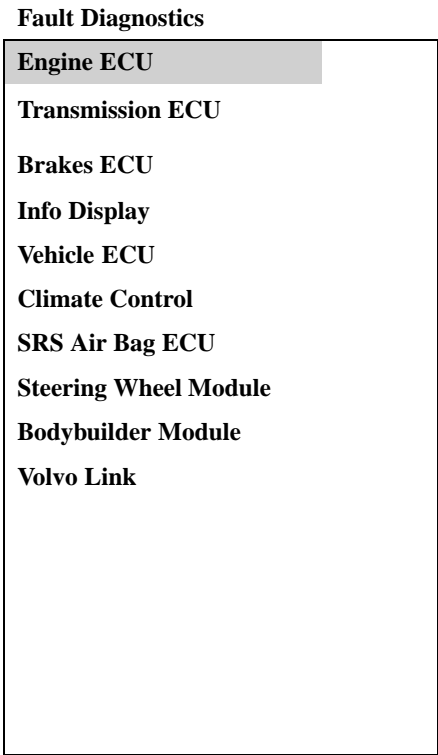 Fault Diagnostics
Engine ECU
Transmission ECU
Brakes ECU
Info Display
Vehicle ECU
Climate Control
SRS Air Bag ECU
Steering Wheel Module
Bodybuilder Module
Volvo Link